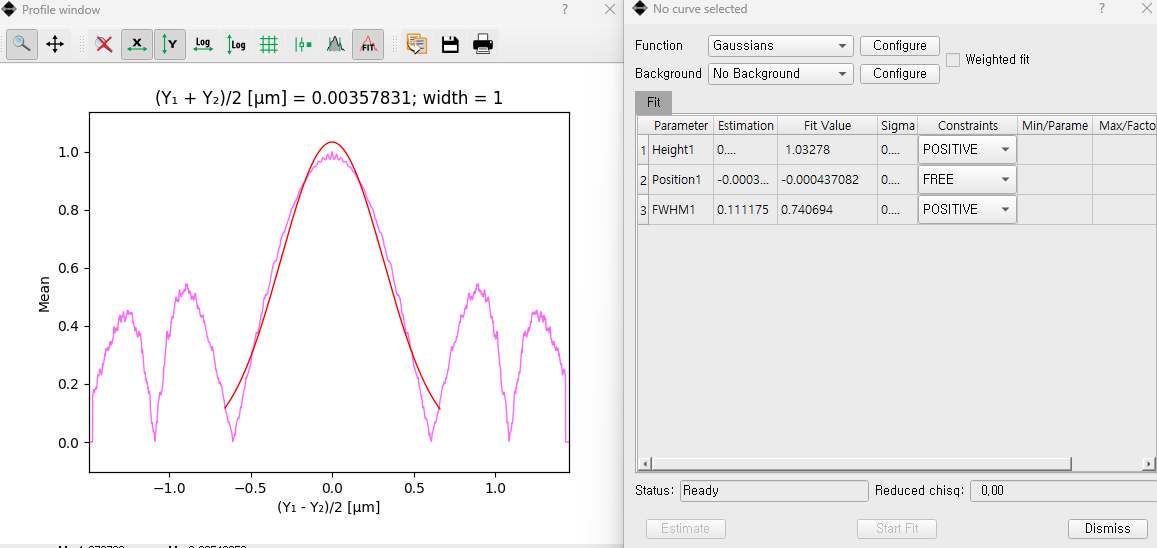 Profile window
?
Log
Log
FIT
(Y₁ + Y₂)/2 [µm] = 0.00357831; width = 1
1.0
0.8
0.6
0.4
0.2
0.0
Mean
−1.0 −0.5 0.0 0.5 1.0
(Y₁ - Y₂)/2 [µm]
No curve selected
?
Function Gaussians Configure
Weighted fit
Background No Background Configure
Fit
Parameter Estimation Fit Value Sigma Constraints Min/Parame Max/Facto
1 Height1 0.... 1.03278 0.... POSITIVE
2 Position1 -0.0003... -0.000437082 0.... FREE
3 FWHM1 0.111175 0.740694 0.... POSITIVE
Status: Ready Reduced chisq: 0,00
Estimate Start Fit Dismiss